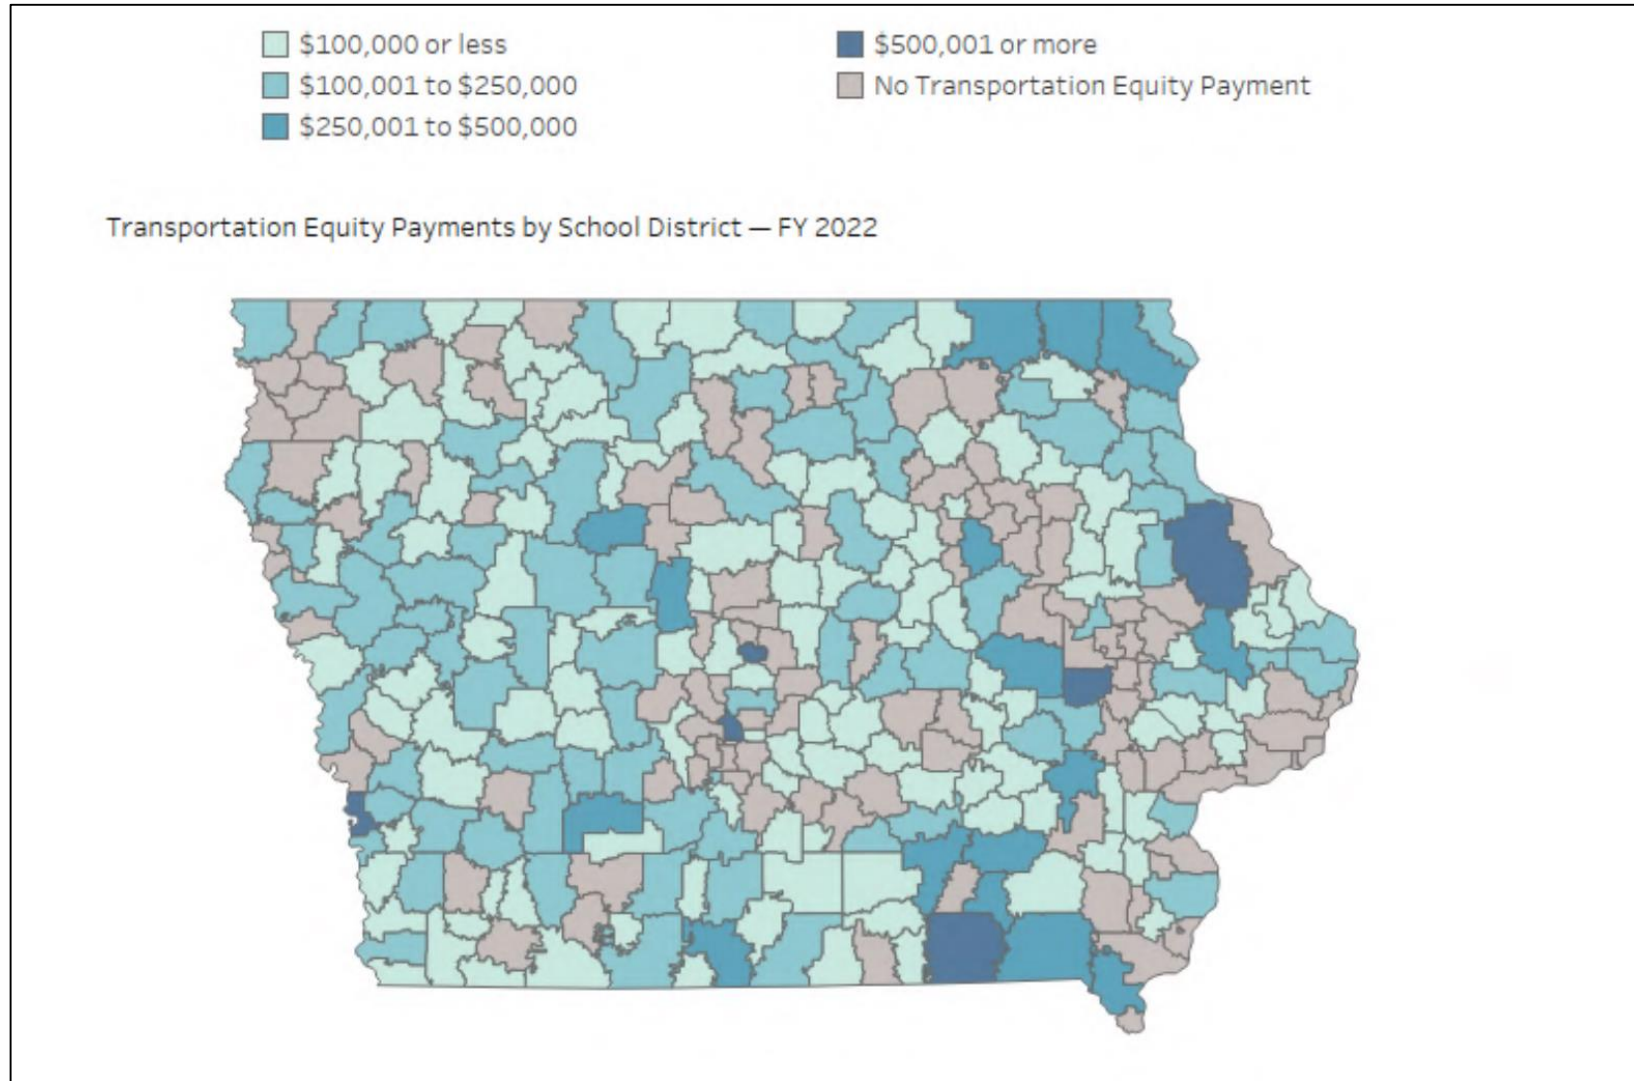 $100,000 or less
$100,001 to $250,000
$250,001 to $500,000
$500,001 or more
No Transportation Equity Payment
Transportation Equity Payments by School District — FY 2022